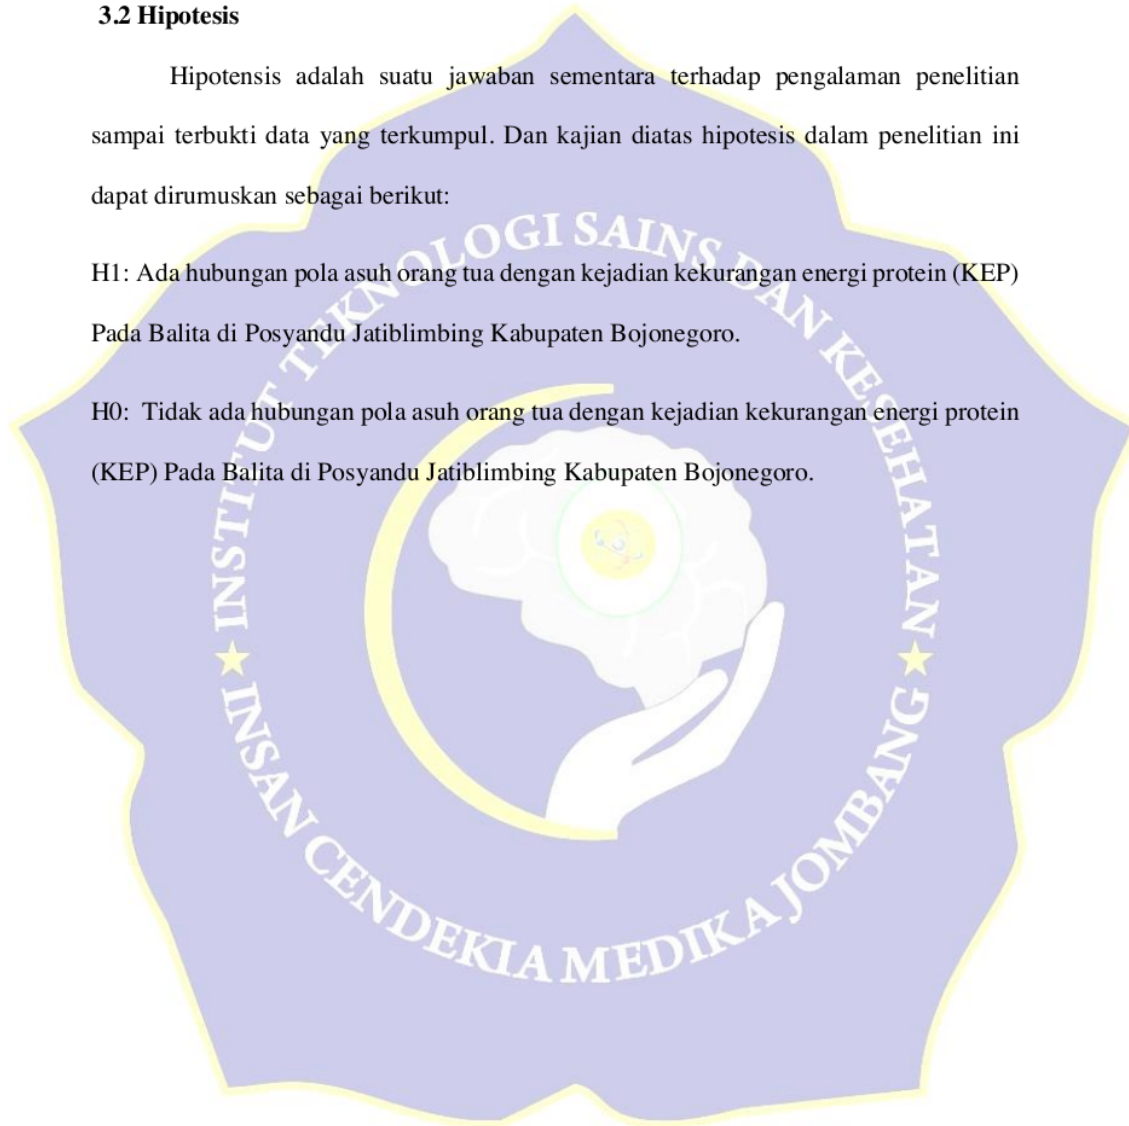 3.2 Hipotesis
Hipotensis adalah suatu jawaban sementara terhadap pengalaman penelitian
sampai terbukti data yang terkumpul. Dan kajian diatas hipotesis dalam penelitian ini
dapat dirumuskan sebagai berikut:
H1: Ada hubungan pola asuh orang tua dengan kejadian kekurangan energi protein (KEP)
Pada Balita di Posyandu Jatiblimbing Kabupaten Bojonegoro.
H0: Tidak ada hubungan pola asuh orang tua dengan kejadian kekurangan energi protein
(KEP) Pada Balita di Posyandu Jatiblimbing Kabupaten Bojonegoro.
INSTITUT TEKNOLOGI SAINS DAN KESEHATAN
INSAN CENDEKIA MEDIKA JOMBANG